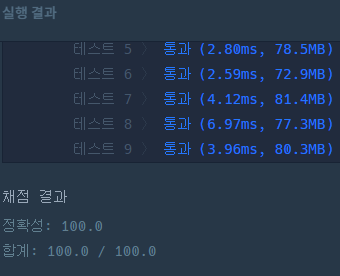 실행 결과
테스트 5 〉 통과 (2.80ms, 78.5MB)
테스트 6 〉 통과 (2.59ms, 72.9MB)
테스트 7 〉 통과 (4.12ms, 81.4MB)
테스트 8 〉 통과 (6.97ms, 77.3MB)
테스트 9 〉 통과 (3.96ms, 80.3MB)
채점 결과
정확성: 100.0
합계: 100.0 / 100.0